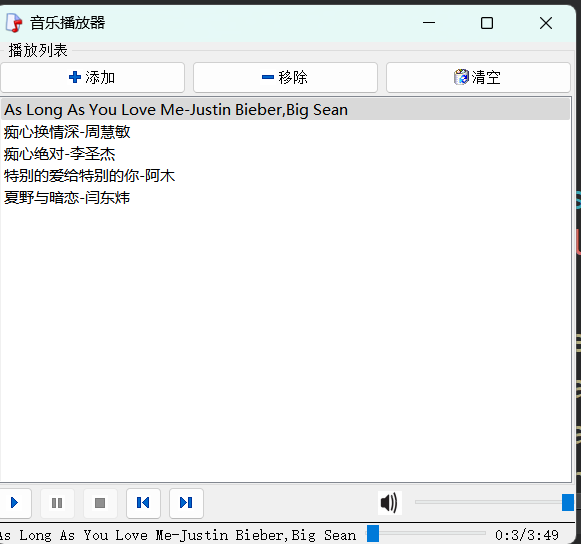 音乐播放器
播放列表
添加 移除 清空
As Long As You Love Me-Justin Bieber,Big Sean
痴心换情深-周慧敏
痴心绝对-李圣杰
特别的爱给特别的你-阿木
夏野与暗恋-闫东炜
As Long As You Love Me-Justin Bieber,Big Sean 0:3/3:49